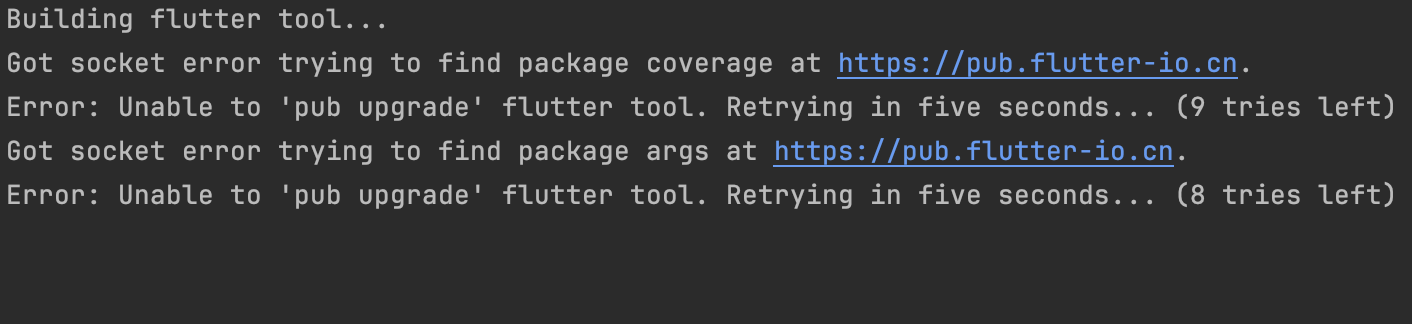 Building flutter tool...
Got socket error trying to find package coverage at https://pub.flutter-io.cn.
Error: Unable to 'pub upgrade' flutter tool. Retrying in five seconds... (9 tries left)
Got socket error trying to find package args at https://pub.flutter-io.cn.
Error: Unable to 'pub upgrade' flutter tool. Retrying in five seconds... (8 tries left)